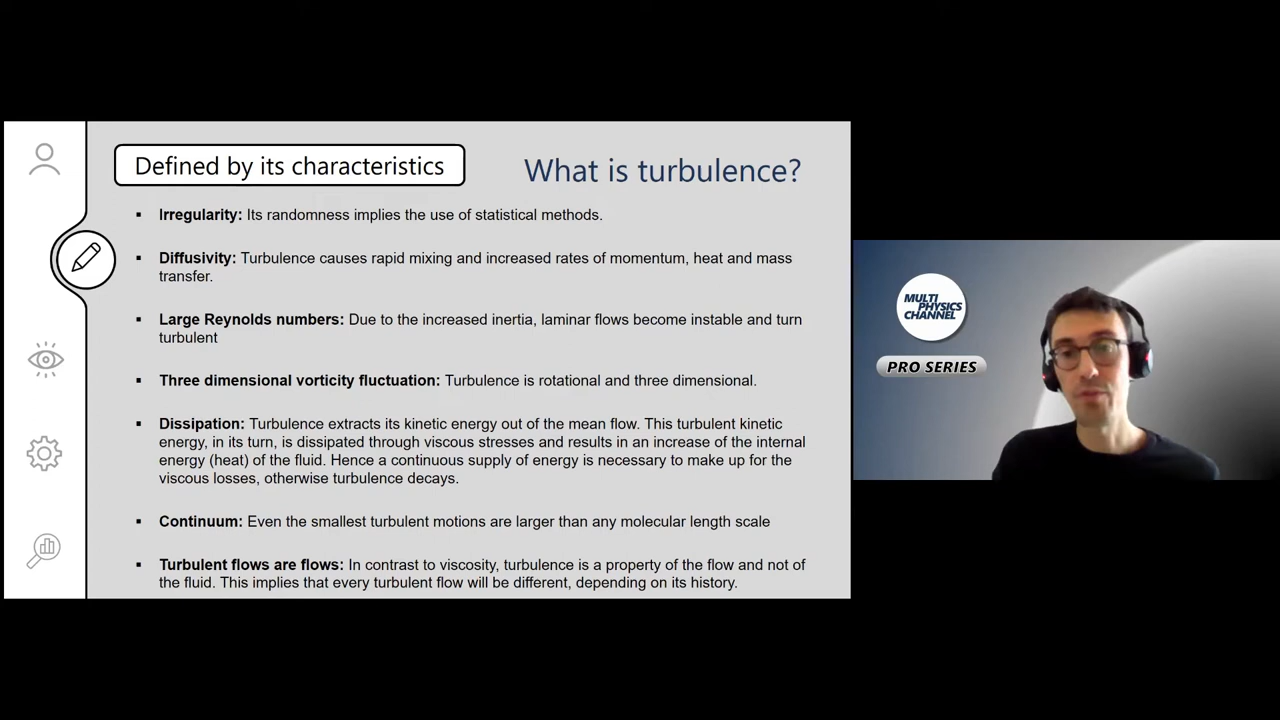 Defined by its characteristics
What is turbulence?
▪ Irregularity: Its randomness implies the use of statistical methods.
▪ Diffusivity: Turbulence causes rapid mixing and increased rates of momentum, heat and mass
transfer.
▪ Large Reynolds numbers: Due to the increased inertia, laminar flows become instable and turn
turbulent
▪ Three dimensional vorticity fluctuation: Turbulence is rotational and three dimensional.
▪ Dissipation: Turbulence extracts its kinetic energy out of the mean flow. This turbulent kinetic
energy, in its turn, is dissipated through viscous stresses and results in an increase of the internal
energy (heat) of the fluid. Hence a continuous supply of energy is necessary to make up for the
viscous losses, otherwise turbulence decays.
▪ Continuum: Even the smallest turbulent motions are larger than any molecular length scale
▪ Turbulent flows are flows: In contrast to viscosity, turbulence is a property of the flow and not of
the fluid. This implies that every turbulent flow will be different, depending on its history.
MULTI
PHYSICS
CHANNEL
PRO SERIES